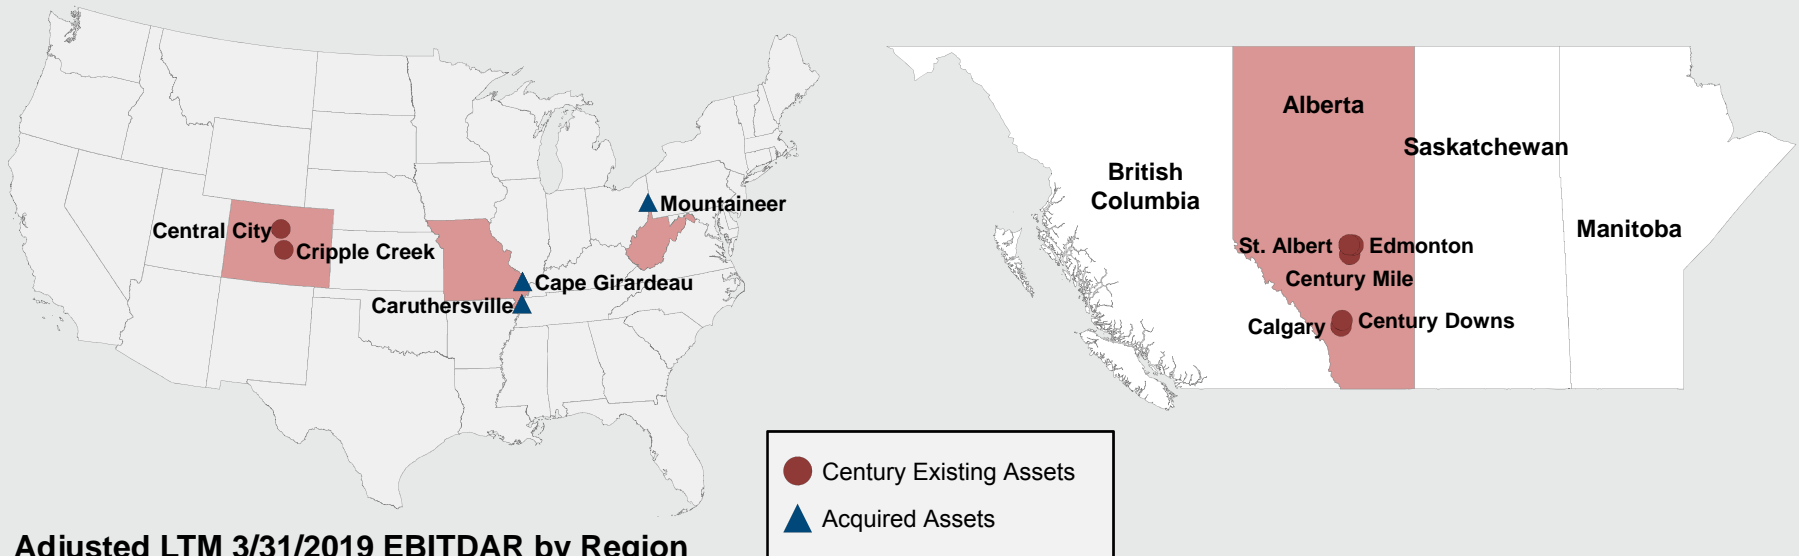 Central City
Cripple Creek
Mountaineer
Cape Girardeau
Caruthersville
Alberta
British
Columbia
Saskatchewan
Manitoba
St. Albert
Edmonton
Century Mile
Calgary
Century Downs
Century Existing Assets
Acquired Assets
Adjusted LTM 3/31/2019 EBITDAR by Region